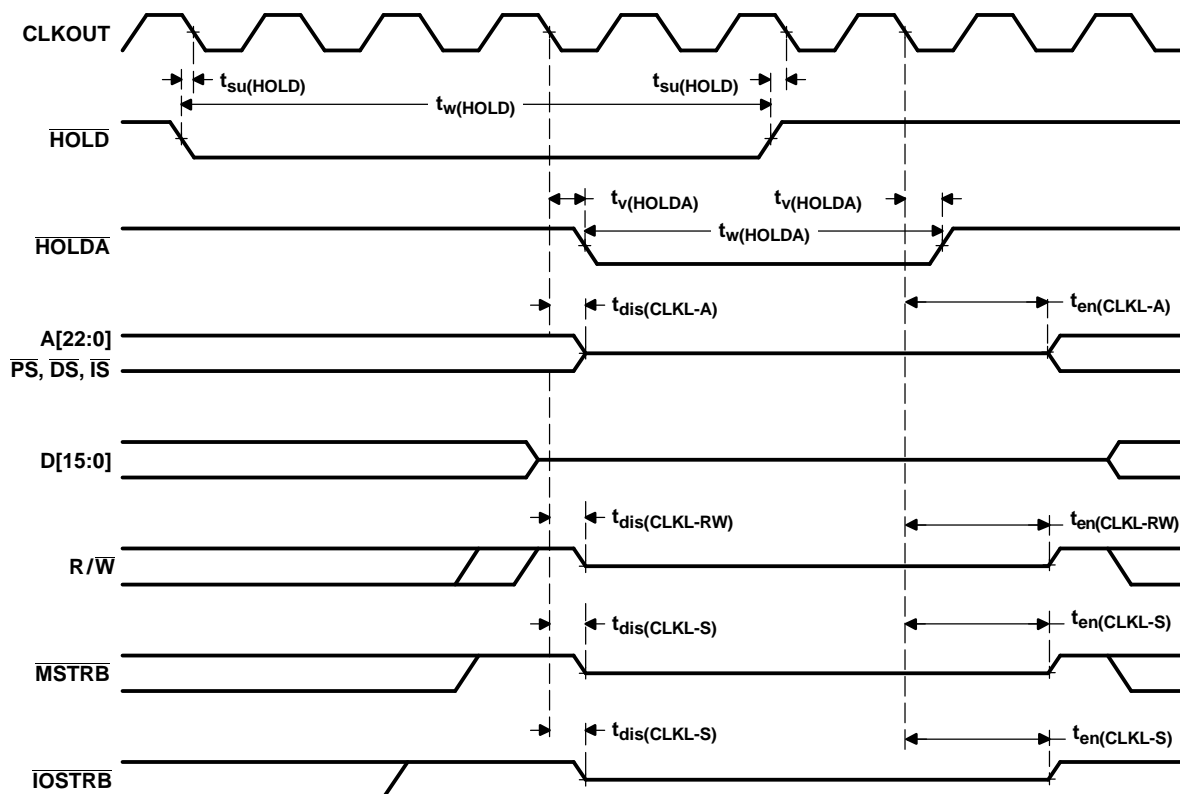 CLKOUT
tsu(HOLD)
tsu(HOLD)
tw(HOLD)
HOLD
tv(HOLDA)
tv(HOLDA)
tw(HOLDA)
HOLDA
tdis(CLKL-A)
ten(CLKL-A)
A[22:0]
PS, DS, IS
D[15:0]
tdis(CLKL-RW)
ten(CLKL-RW)
R/W
tdis(CLKL-S)
ten(CLKL-S)
MSTRB
tdis(CLKL-S)
ten(CLKL-S)
IOSTRB